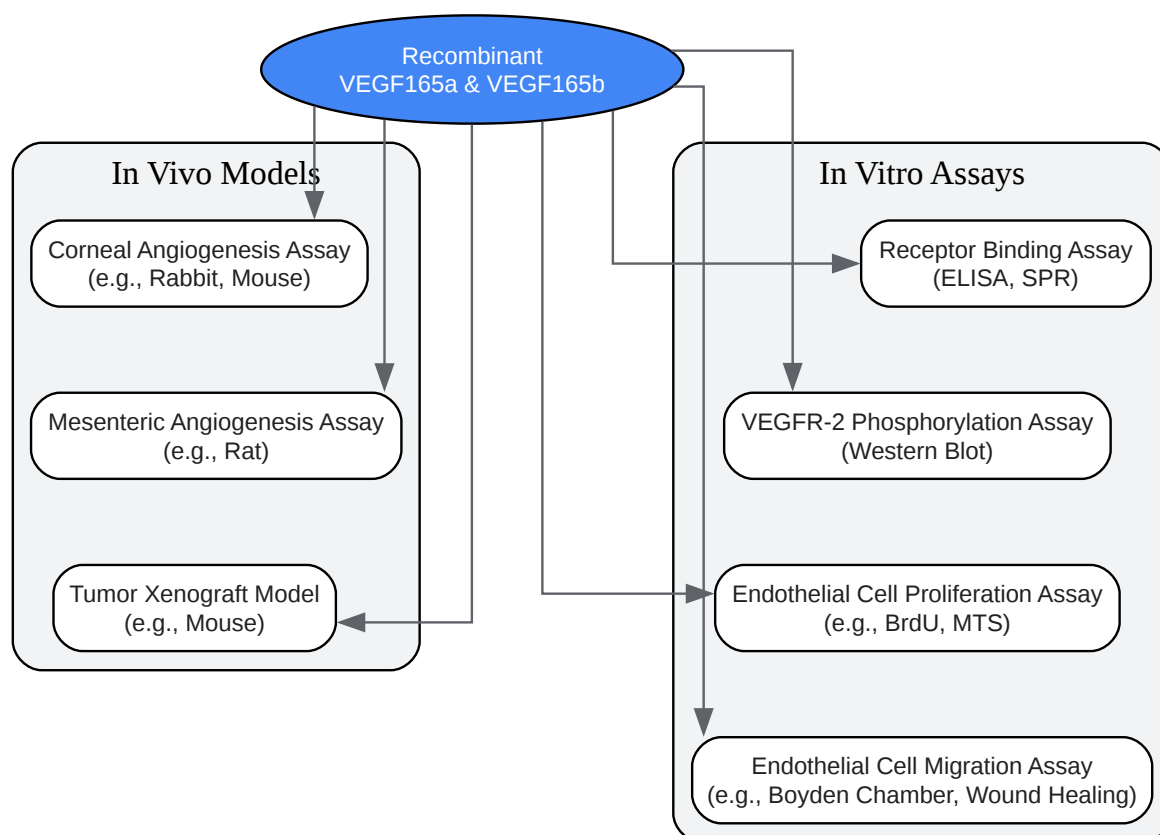 Recombinant
VEGF165a & VEGF165b
In Vivo Models
Corneal Angiogenesis Assay
(e.g., Rabbit, Mouse)
Mesenteric Angiogenesis Assay
(e.g., Rat)
Tumor Xenograft Model
(e.g., Mouse)
In Vitro Assays
Receptor Binding Assay
(ELISA, SPR)
VEGFR-2 Phosphorylation Assay
(Western Blot)
Endothelial Cell Proliferation Assay
(e.g., BrdU, MTS)
Endothelial Cell Migration Assay
(e.g., Boyden Chamber, Wound Healing)